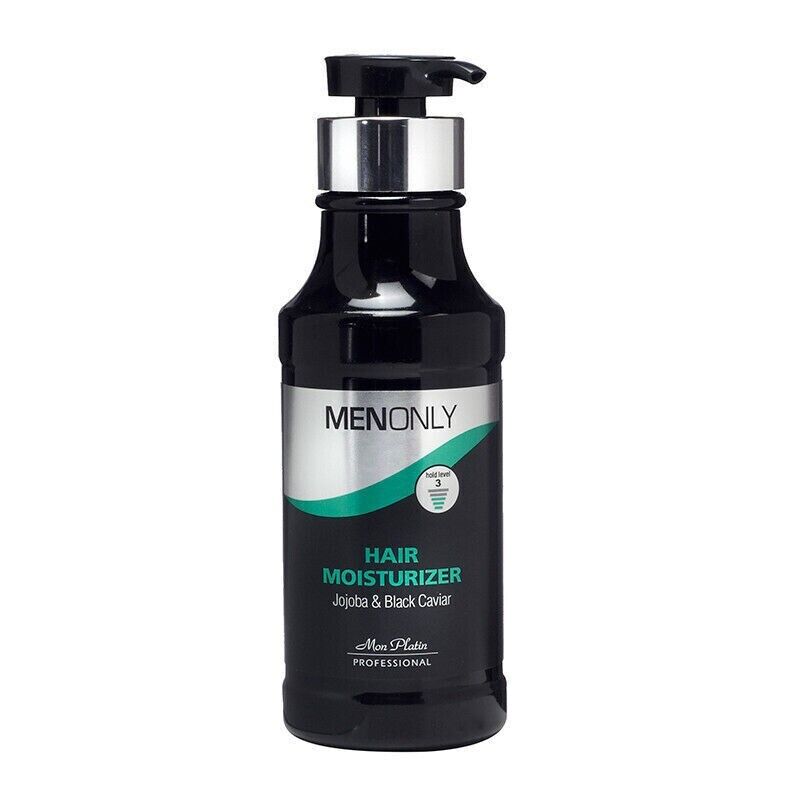 MENONLY
hold level
3
HAIR
MOISTURIZER
Jojoba & Black Caviar
Mon Platin
PROFESSIONAL